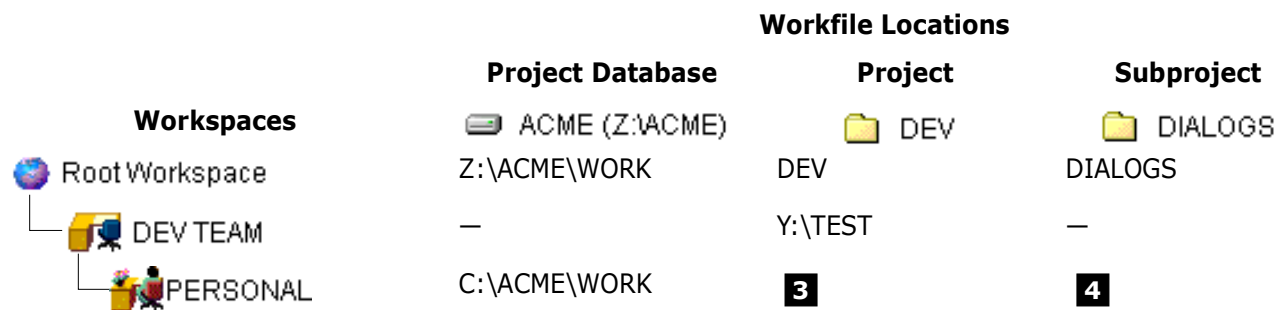 Workfile Locations
Project Database Project Subproject
Workspaces ACME (Z:\ACME) DEV DIALOGS
Root Workspace Z:\ACME\WORK DEV DIALOGS
DEV TEAM — Y:\TEST —
PERSONAL C:\ACME\WORK 3 4